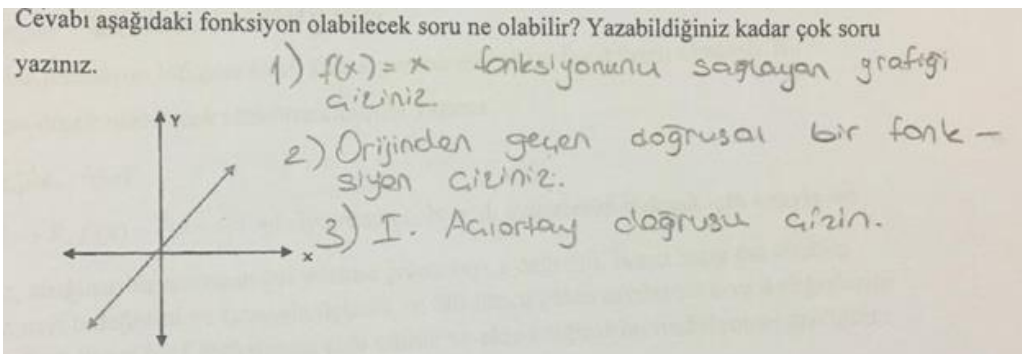 Cevabı aşağıdaki fonksiyon olabilecek soru ne olabilir? Yazabildiğiniz kadar çok soru
yazınız.
1) f(x) = x fonksiyonunu sağlayan grafiği
çiziniz.
2) Orijinden geçen doğrusal bir fonk-
siyon çiziniz.
3) I. Açıortay doğrusu çizin.
Y
x